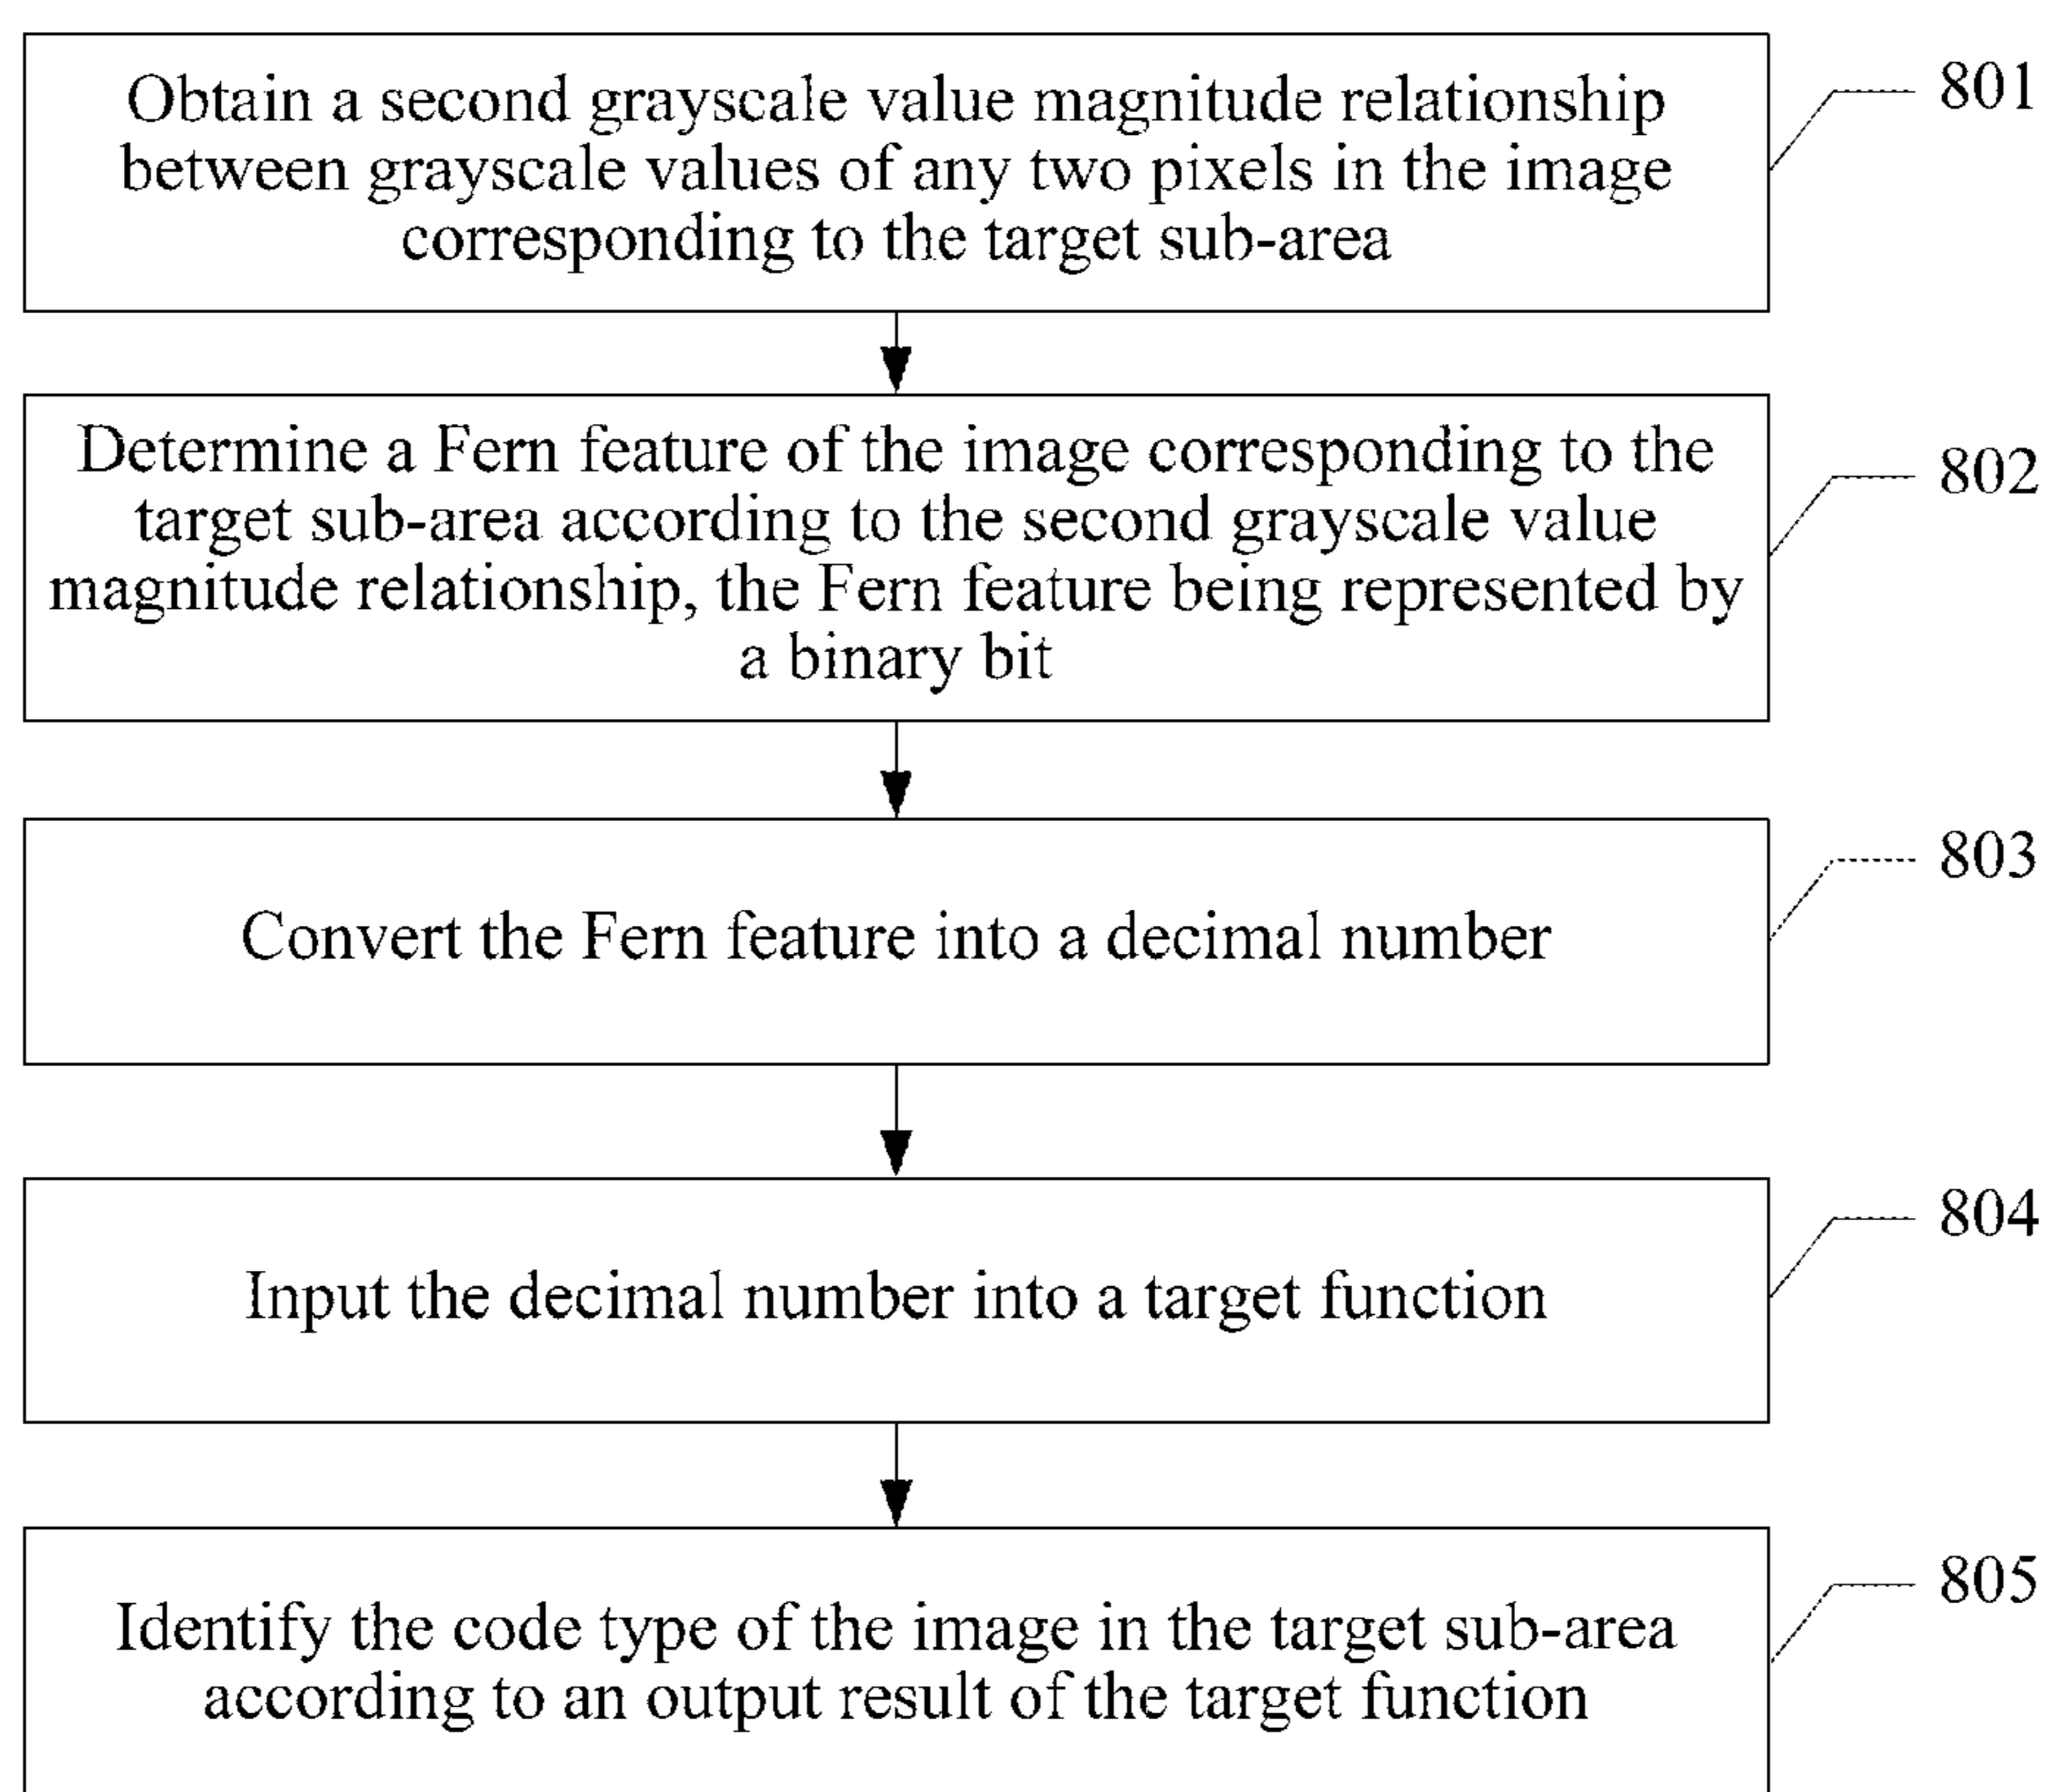 Obtain a second grayscale value magnitude relationship
between grayscale values of any two pixels in the image
corresponding to the target sub-area
801
Determine a Fern feature of the image corresponding to the
target sub-area according to the second grayscale value
magnitude relationship, the Fern feature being represented by
a binary bit
802
Convert the Fern feature into a decimal number
803
Input the decimal number into a target function
804
Identify the code type of the image in the target sub-area
according to an output result of the target function
805